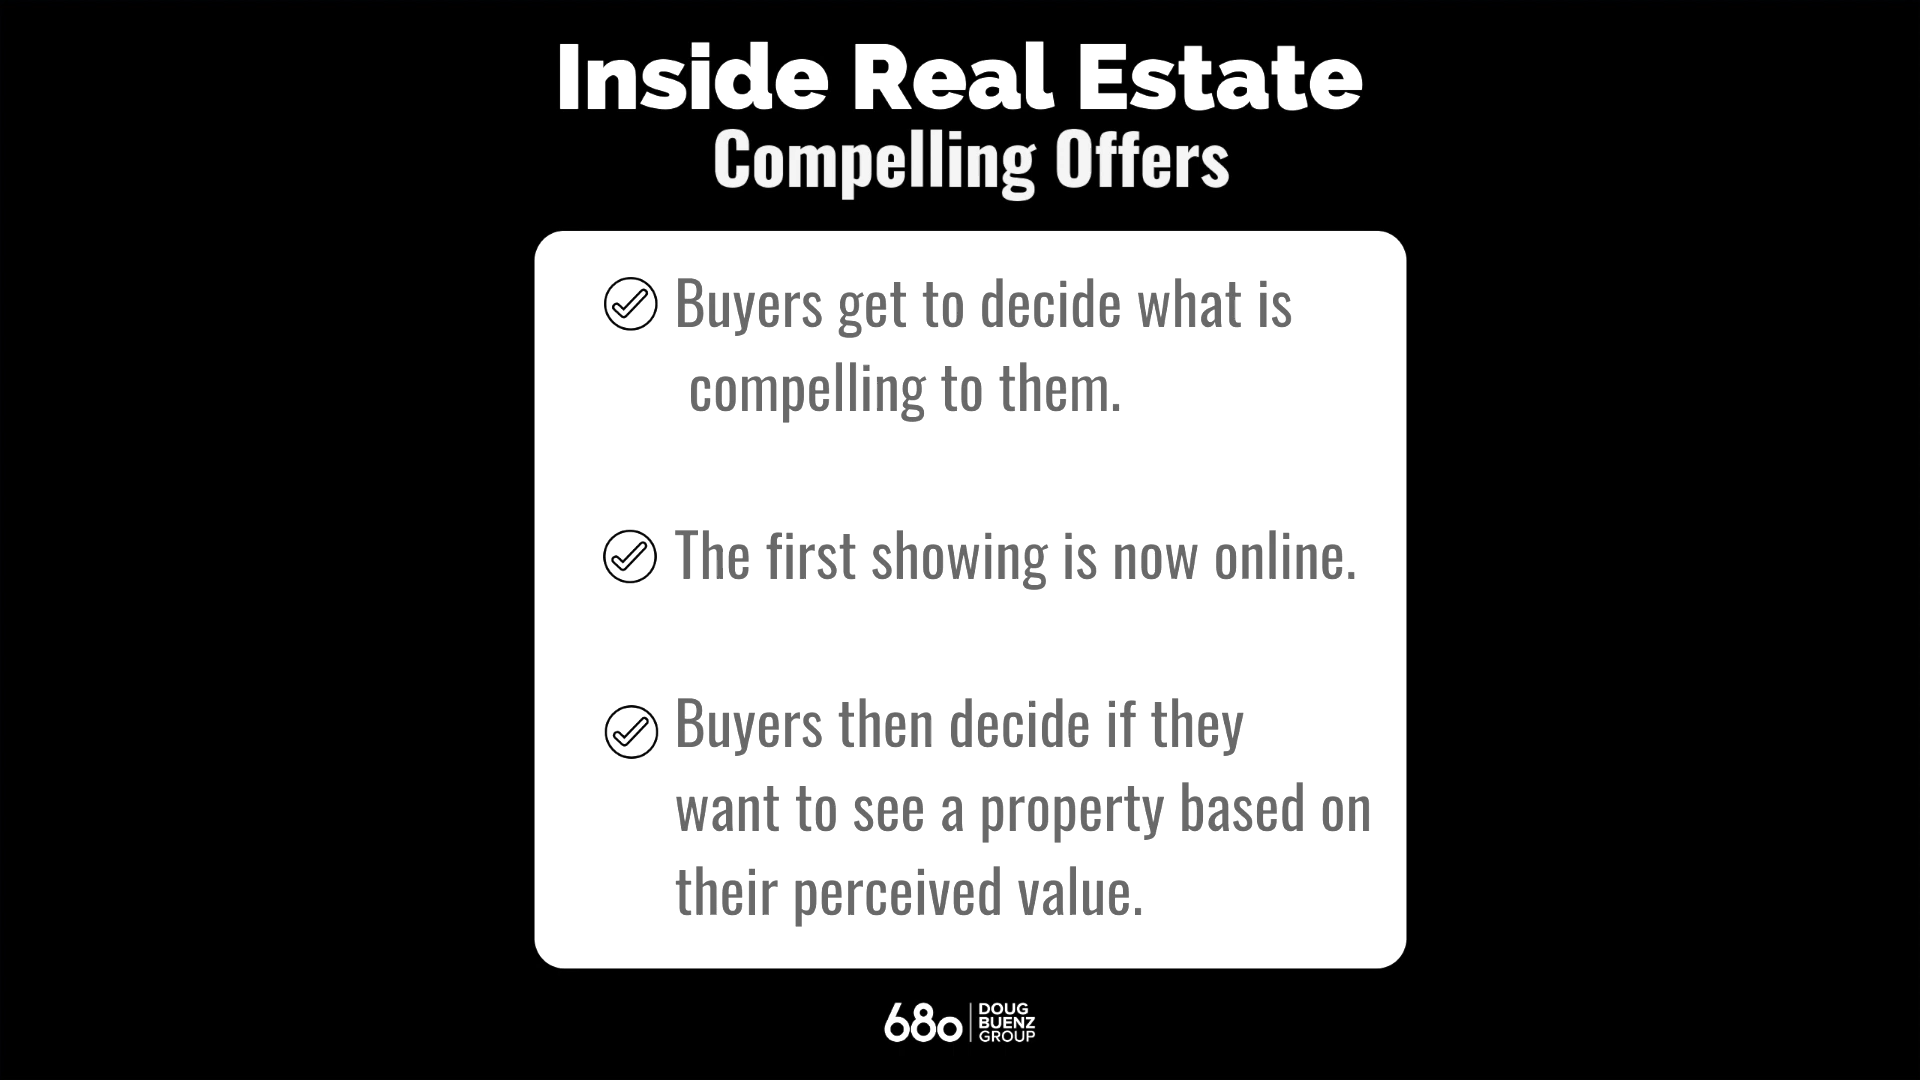 Inside Real Estate
Compelling Offers
Buyers get to decide what is
compelling to them.
The first showing is now online.
Buyers then decide if they
want to see a property based on
their perceived value.
680
DOUG
BUENZ
GROUP